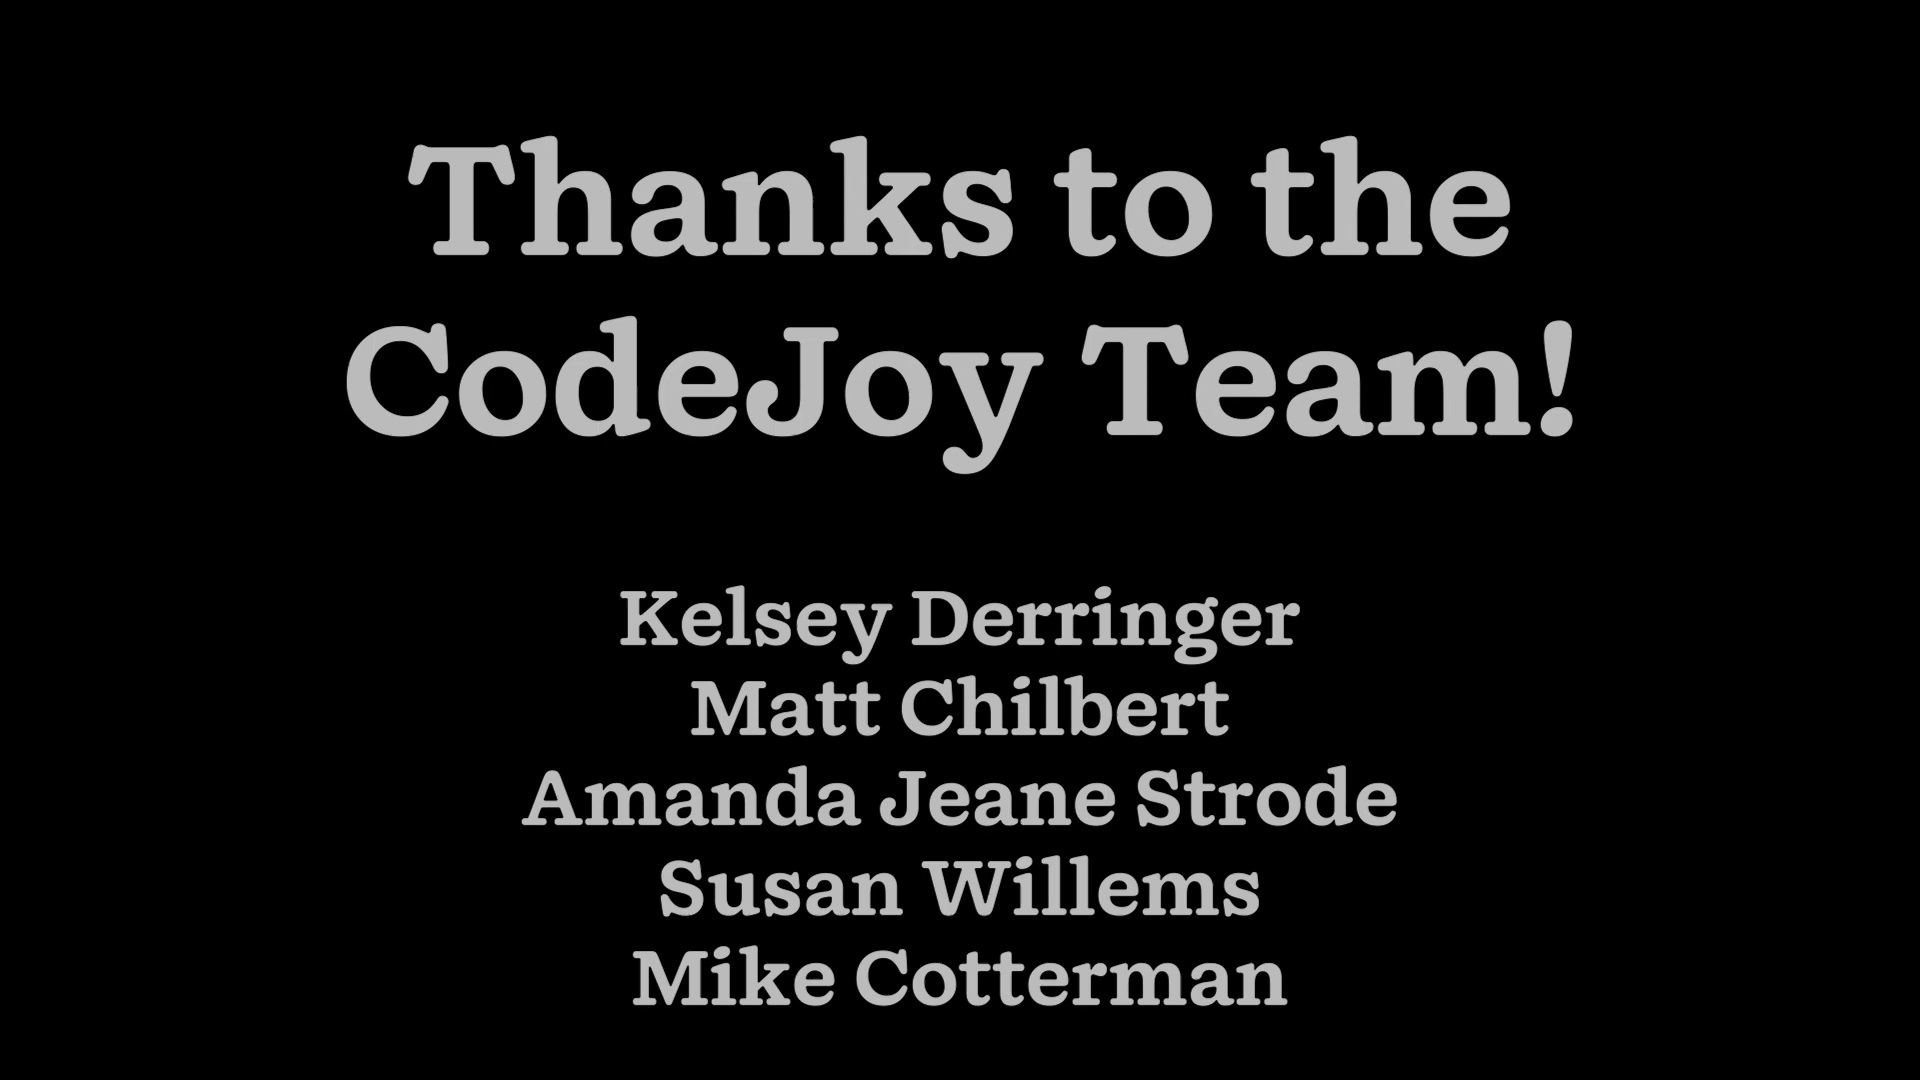 Thanks to the
CodeJoy Team!
Kelsey Derringer
Matt Chilbert
Amanda Jeane Strode
Susan Willems
Mike Cotterman